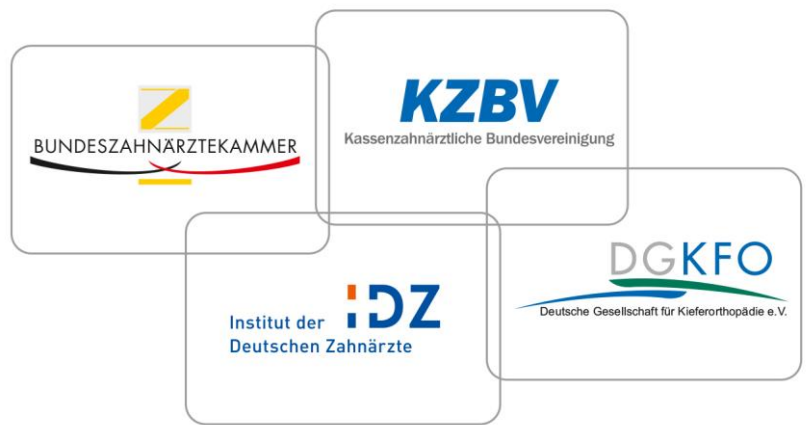 BUNDESZAHNÄRZTEKAMMER
KZBV
Kassenzahnärztliche Bundesvereinigung
IDZ
Institut der
Deutschen Zahnärzte
DGKFO
Deutsche Gesellschaft für Kieferorthopädie e.V.